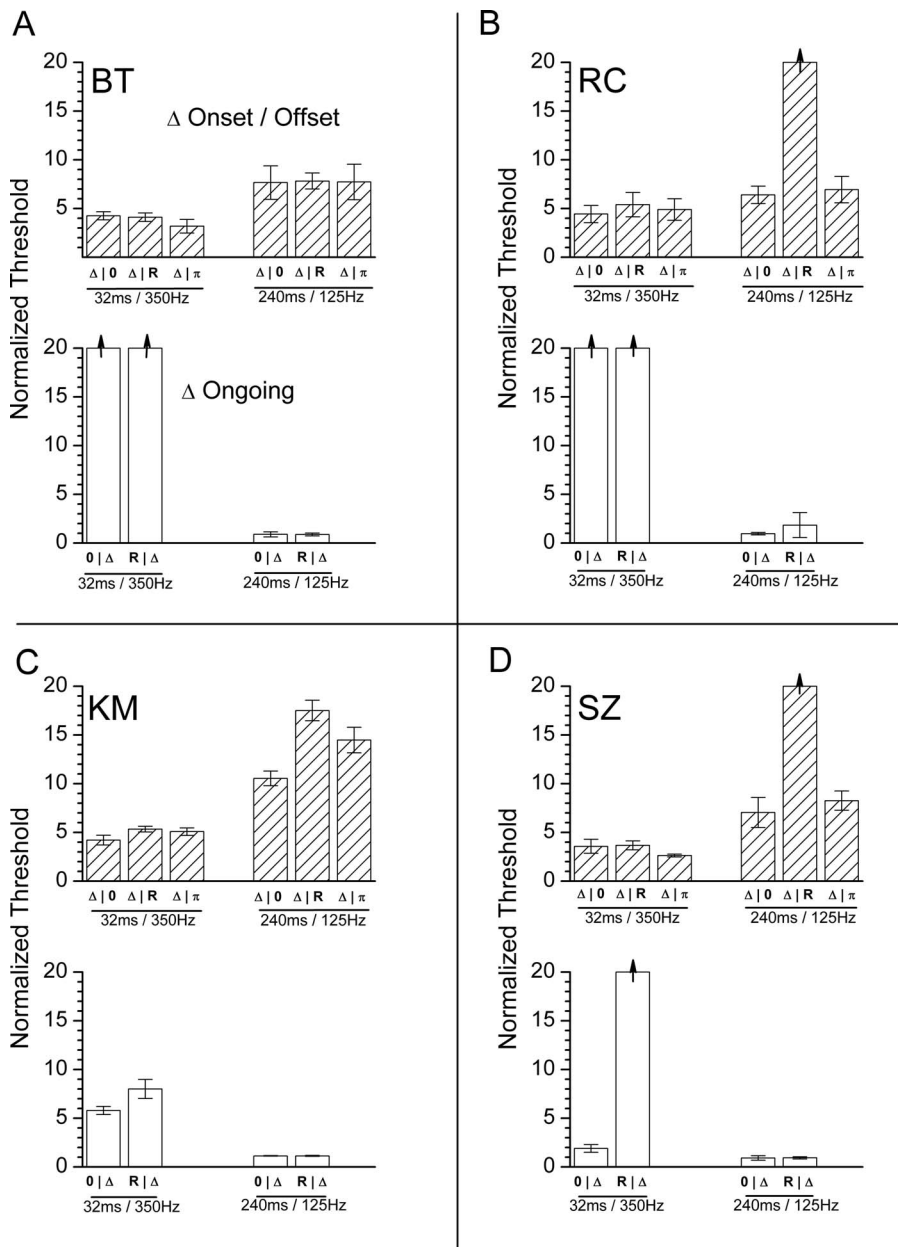 A
BT
Δ Onset / Offset
Normalized Threshold
20
15
10
5
Δ | 0 Δ | R Δ | π Δ | 0 Δ | R Δ | π
32ms / 350Hz 240ms / 125Hz
Normalized Threshold
20
15
10
5
0
Δ Ongoing
0 | Δ R | Δ 0 | Δ R | Δ
32ms / 350Hz 240ms / 125Hz
B
RC
Normalized Threshold
20
15
10
5
Δ | 0 Δ | R Δ | π Δ | 0 Δ | R Δ | π
32ms / 350Hz 240ms / 125Hz
Normalized Threshold
20
15
10
5
0
0 | Δ R | Δ 0 | Δ R | Δ
32ms / 350Hz 240ms / 125Hz
C
KM
Normalized Threshold
20
15
10
5
0
Δ | 0 Δ | R Δ | π Δ | 0 Δ | R Δ | π
32ms / 350Hz 240ms / 125Hz
20
15
10
5
0
0 | Δ R | Δ 0 | Δ R | Δ
32ms / 350Hz 240ms / 125Hz
D
SZ
Normalized Threshold
20
15
10
5
0
Δ | 0 Δ | R Δ | π Δ | 0 Δ | R Δ | π
32ms / 350Hz 240ms / 125Hz
20
15
10
5
0
0 | Δ R | Δ 0 | Δ R | Δ
32ms / 350Hz 240ms / 125Hz